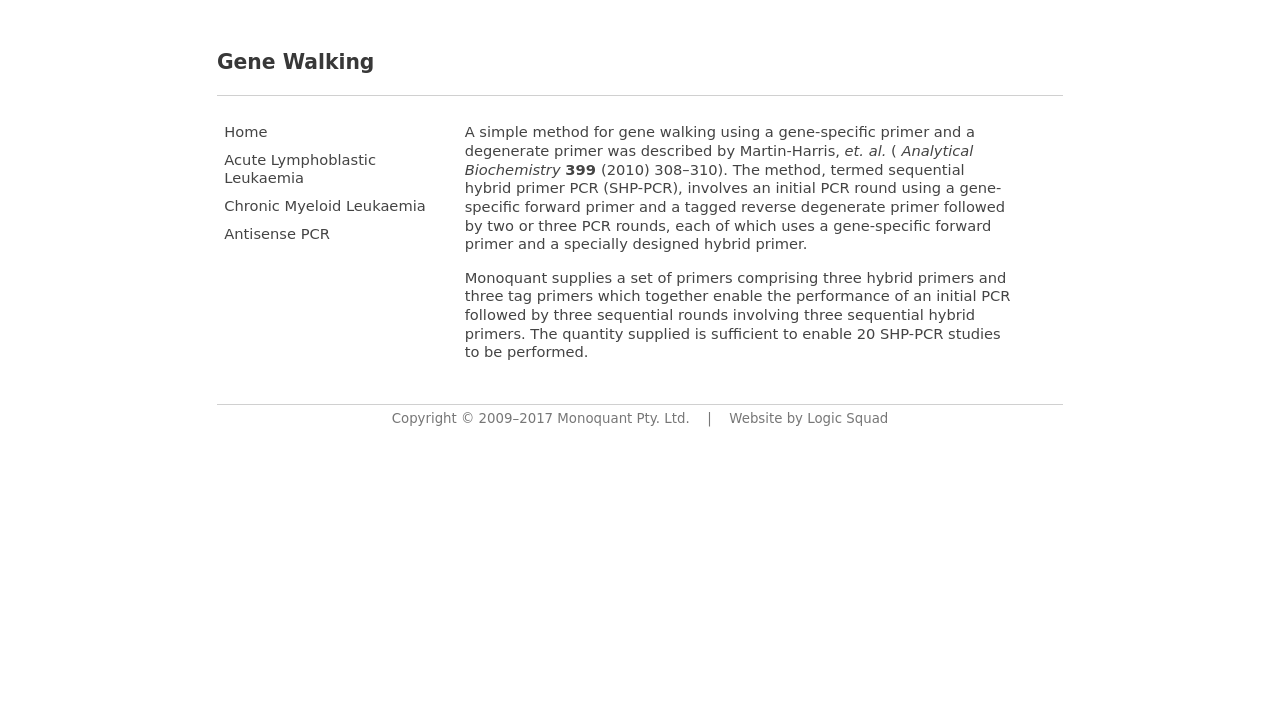 Gene Walking
Home
Acute Lymphoblastic
Leukaemia
Chronic Myeloid Leukaemia
Antisense PCR
A simple method for gene walking using a gene-specific primer and a
degenerate primer was described by Martin-Harris, et. al. ( Analytical
Biochemistry 399 (2010) 308–310). The method, termed sequential
hybrid primer PCR (SHP-PCR), involves an initial PCR round using a gene-
specific forward primer and a tagged reverse degenerate primer followed
by two or three PCR rounds, each of which uses a gene-specific forward
primer and a specially designed hybrid primer.
Monoquant supplies a set of primers comprising three hybrid primers and
three tag primers which together enable the performance of an initial PCR
followed by three sequential rounds involving three sequential hybrid
primers. The quantity supplied is sufficient to enable 20 SHP-PCR studies
to be performed.
Copyright © 2009–2017 Monoquant Pty. Ltd. | Website by Logic Squad